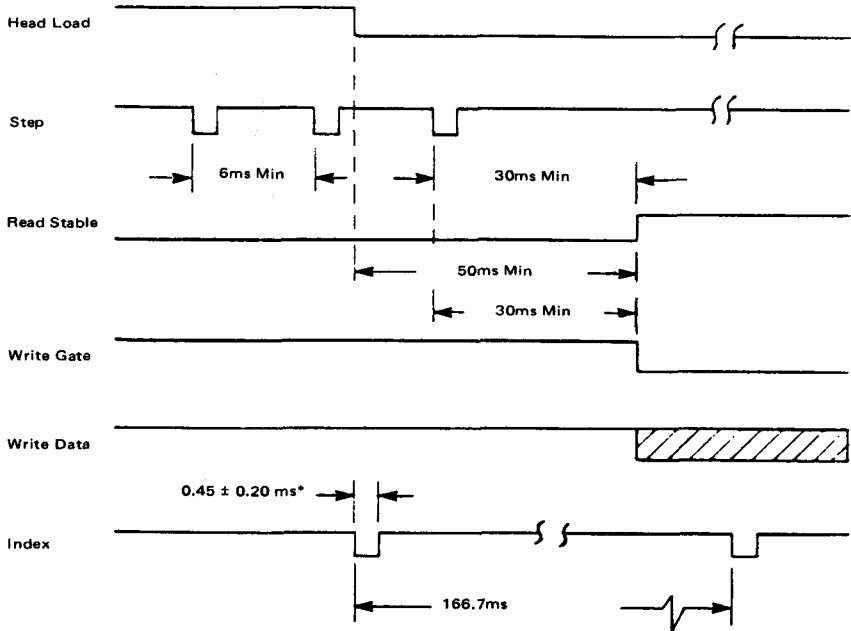 Head Load
Step
6ms Min
30ms Min
Read Stable
50ms Min
30ms Min
Write Gate
Write Data
0.45 ± 0.20 ms*
Index
166.7ms